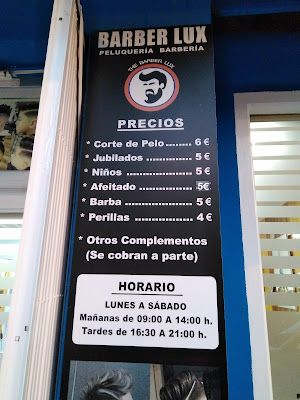 BARBER LUX
PELUQUERÍA BARBERÍA
THE BARBER LUX
PRECIOS
* Corte de Pelo ......... 6 €
* Jubilados ............... 5 €
* Niños ..................... 5 €
* Afeitado ................ 5€
* Barba ..................... 5 €
* Perillas .................. 4 €
* Otros Complementos
(Se cobran a parte)
HORARIO
LUNES A SÁBADO
Mañanas de 09:00 A 14:00 h.
Tardes de 16:30 A 21:00 h.